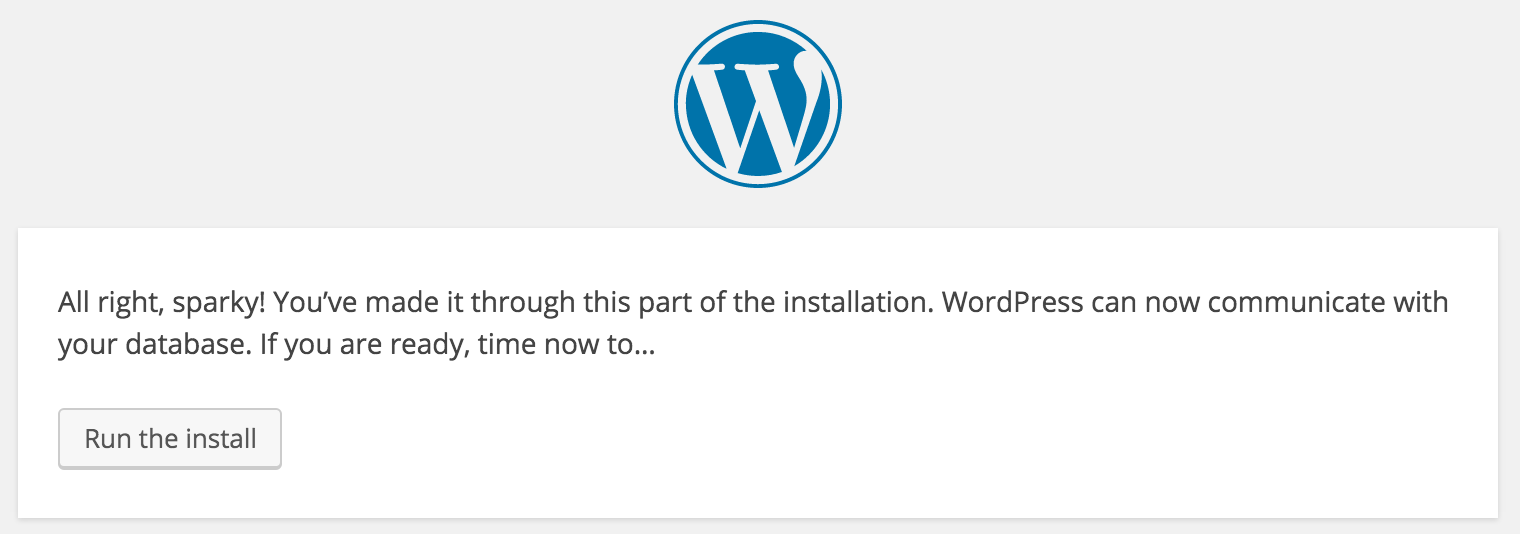 All right, sparky! You’ve made it through this part of the installation. WordPress can now communicate with
your database. If you are ready, time now to…
Run the install